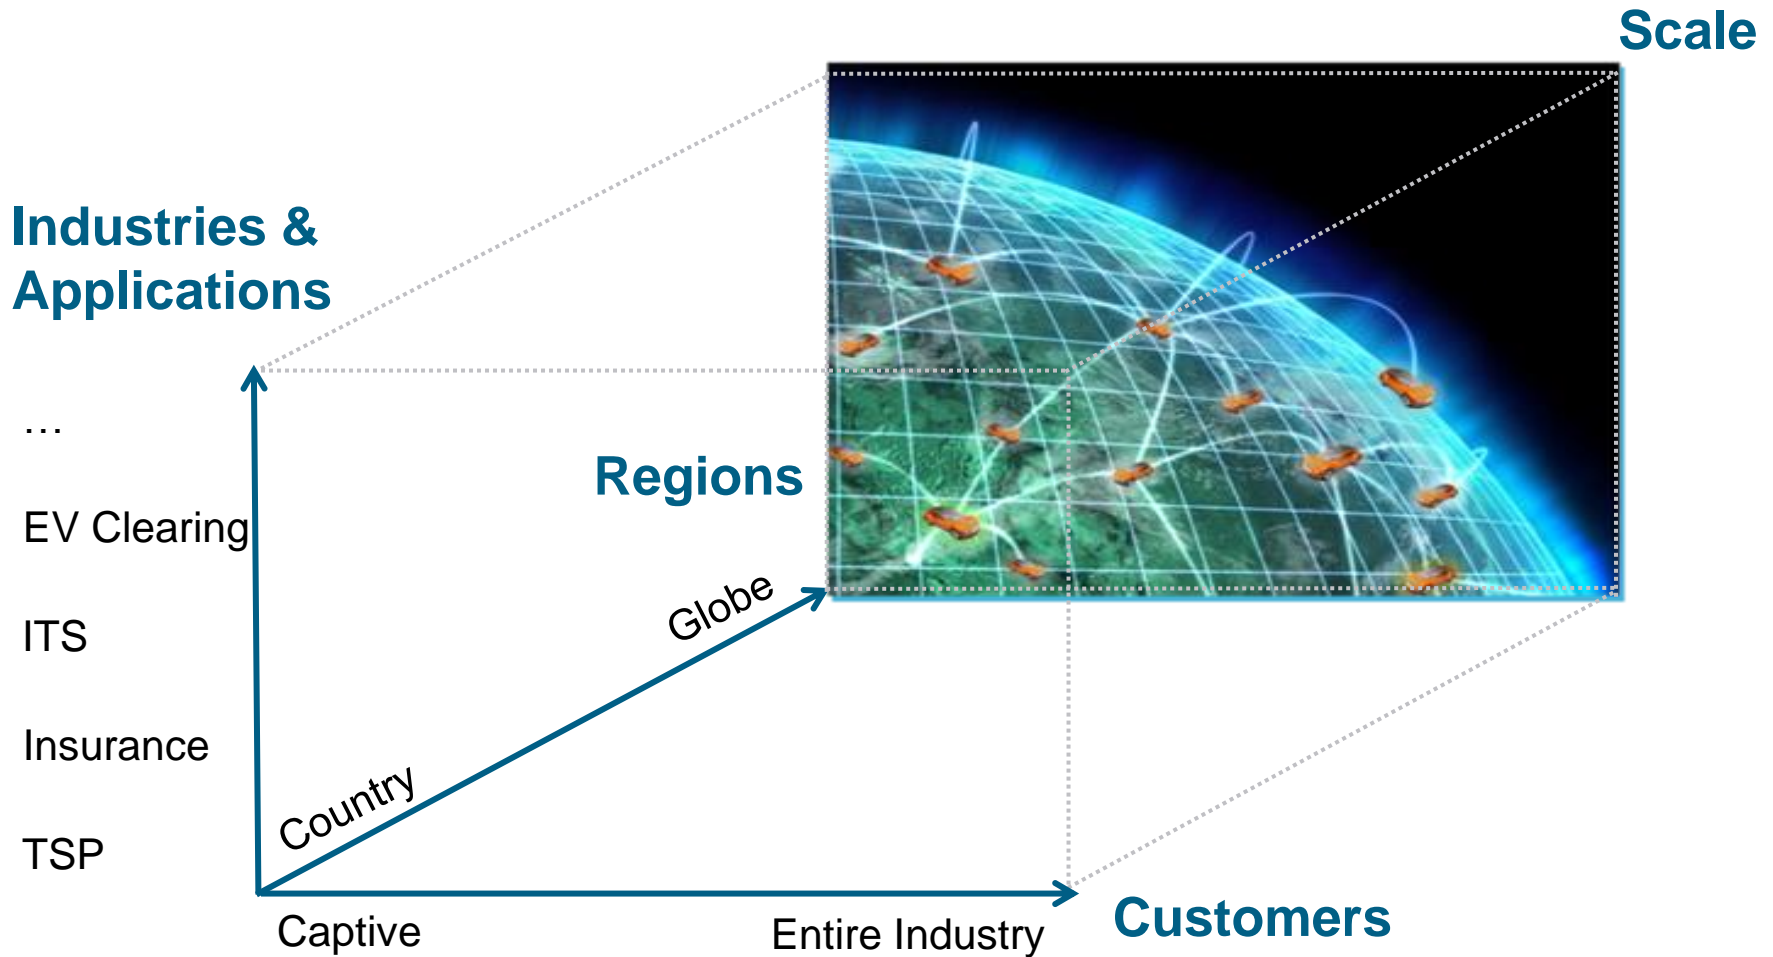 Scale
Industries &
Applications
…
EV Clearing
Regions
Globe
ITS
Insurance
Country
TSP
Captive
Entire Industry
Customers